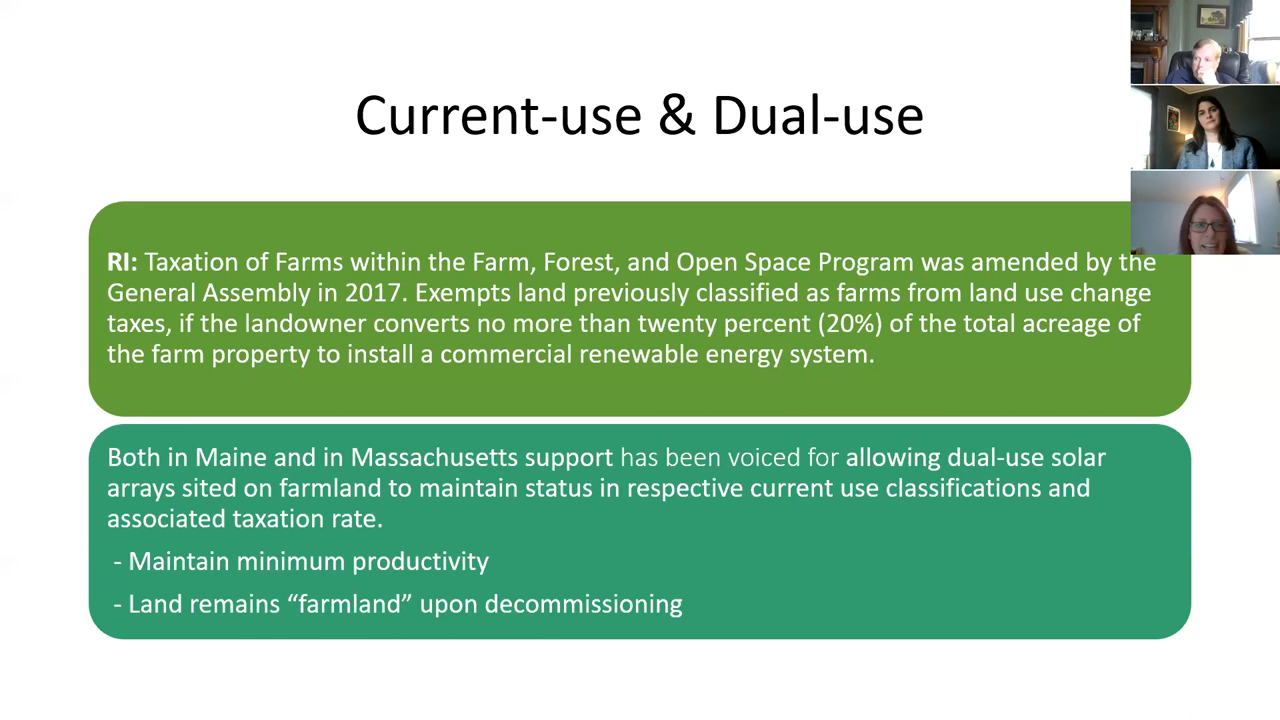 Current-use & Dual-use
RI: Taxation of Farms within the Farm, Forest, and Open Space Program was amended by the
General Assembly in 2017. Exempts land previously classified as farms from land use change
taxes, if the landowner converts no more than twenty percent (20%) of the total acreage of
the farm property to install a commercial renewable energy system.
Both in Maine and in Massachusetts support has been voiced for allowing dual-use solar
arrays sited on farmland to maintain status in respective current use classifications and
associated taxation rate.
- Maintain minimum productivity
- Land remains “farmland” upon decommissioning